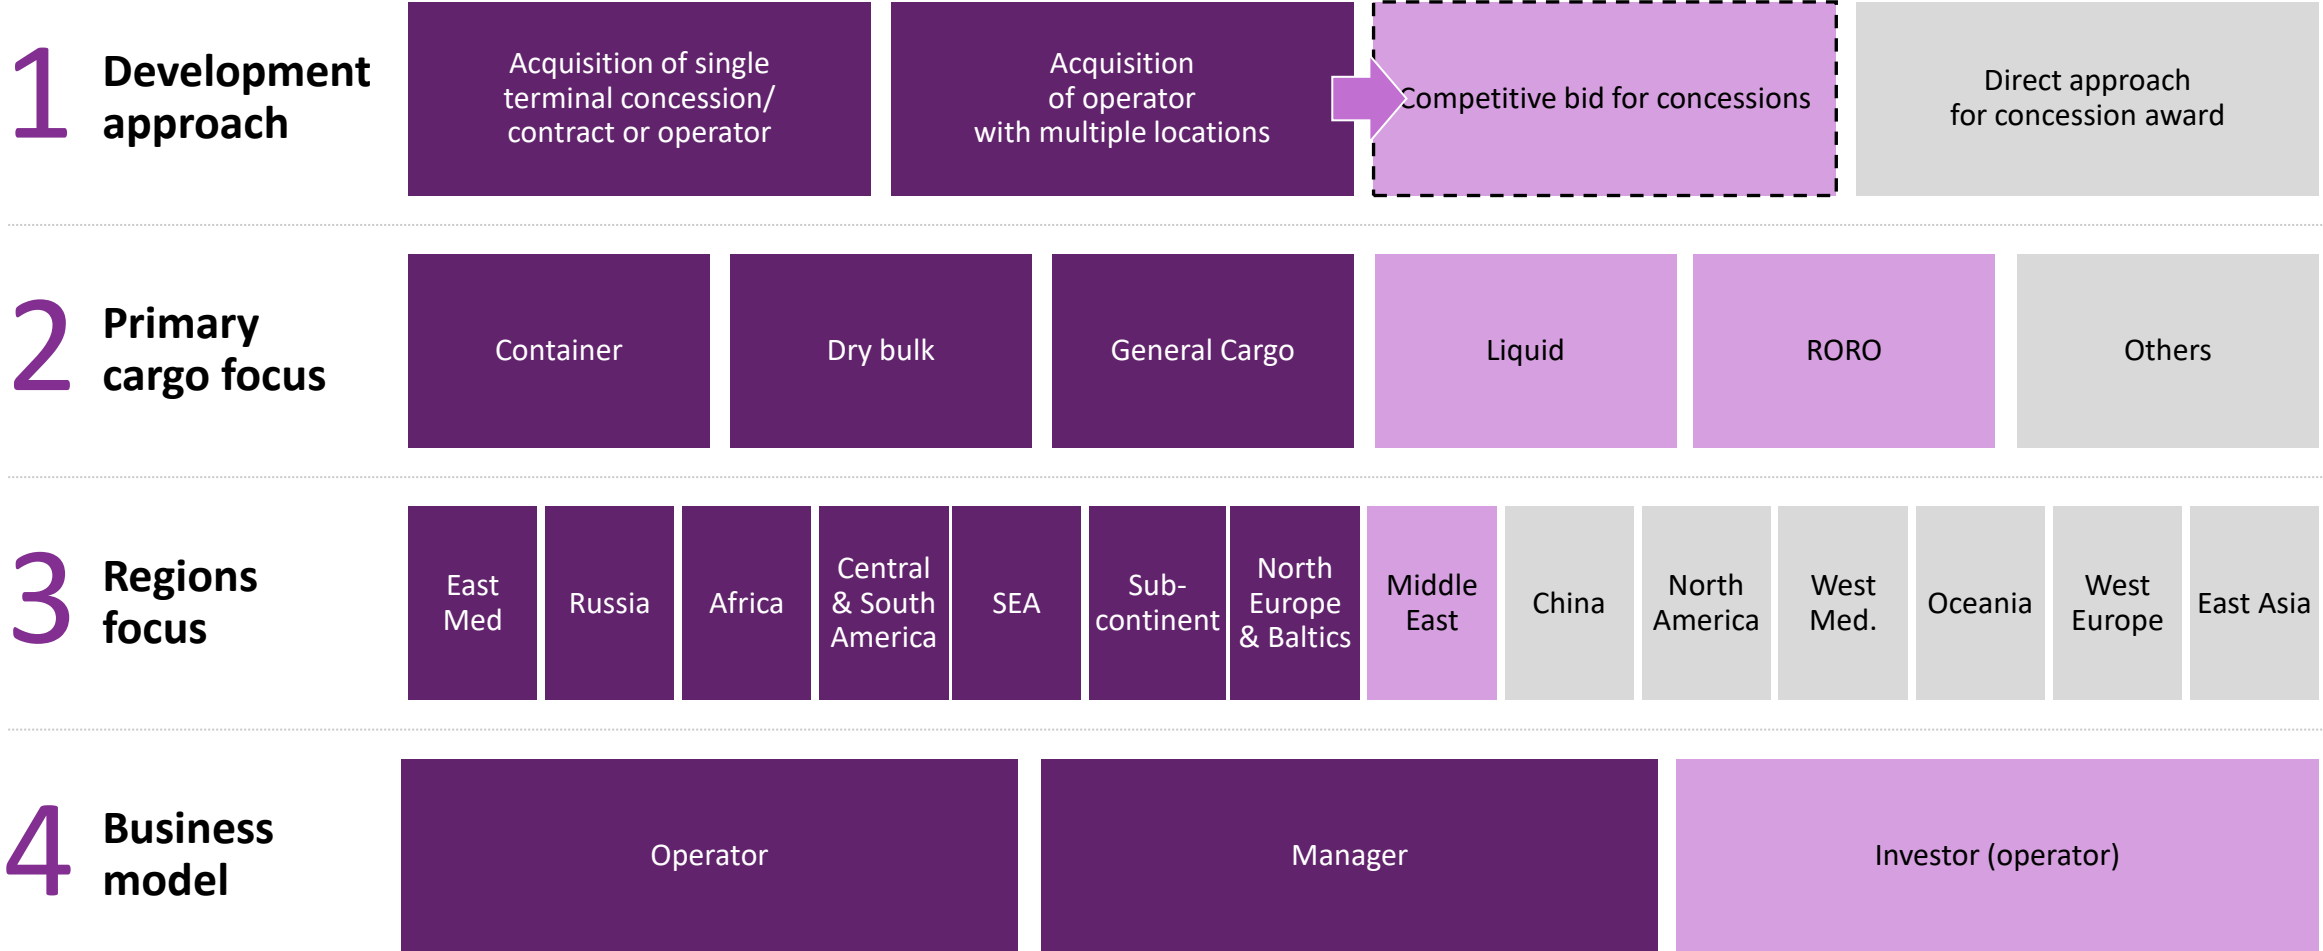 1
Development
approach
Acquisition of single
terminal concession/
contract or operator
Acquisition
of operator
with multiple locations
Competitive bid for concessions
Direct approach
for concession award
2
Primary
cargo focus
Container
Dry bulk
General Cargo
Liquid
RORO
Others
3
Regions
focus
East
Med
Russia
Africa
Central
& South
America
SEA
Sub-
continent
North
Europe
& Baltics
Middle
East
China
North
America
West
Med.
Oceania
West
Europe
East Asia
4
Business
model
Operator
Manager
Investor (operator)